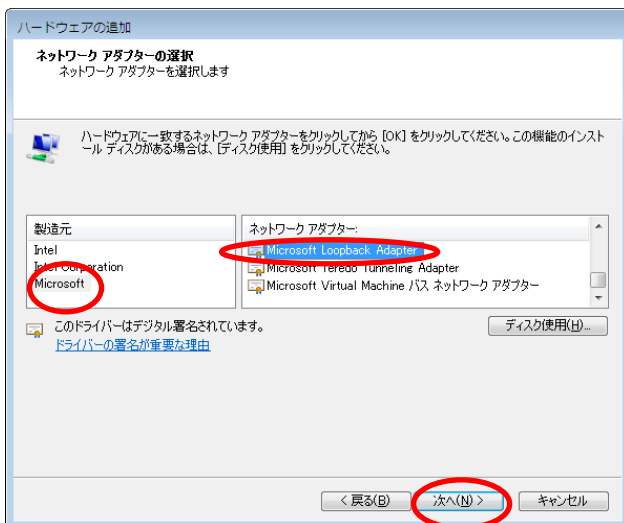 ハードウェアの追加
ネットワーク アダプターの選択
ネットワーク アダプターを選択します
ハードウェアに一致するネットワーク アダプターをクリックしてから [OK] をクリックしてください。この機能のインスト
ール ディスクがある場合は、[ディスク使用] をクリックしてください。
製造元
Intel
Intel Corporation
Microsoft
ネットワーク アダプター:
Microsoft Loopback Adapter
Microsoft Teredo Tunneling Adapter
Microsoft Virtual Machine バス ネットワーク アダプター
このドライバーはデジタル署名されています。
ドライバーの署名が重要な理由
ディスク使用(H)...
< 戻る(B)
次へ(N) >
キャンセル